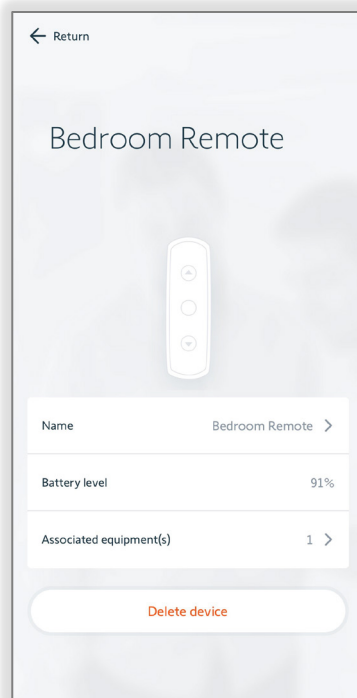 Return
Bedroom Remote
Name Bedroom Remote
Battery level 91%
Associated equipment(s) 1
Delete device